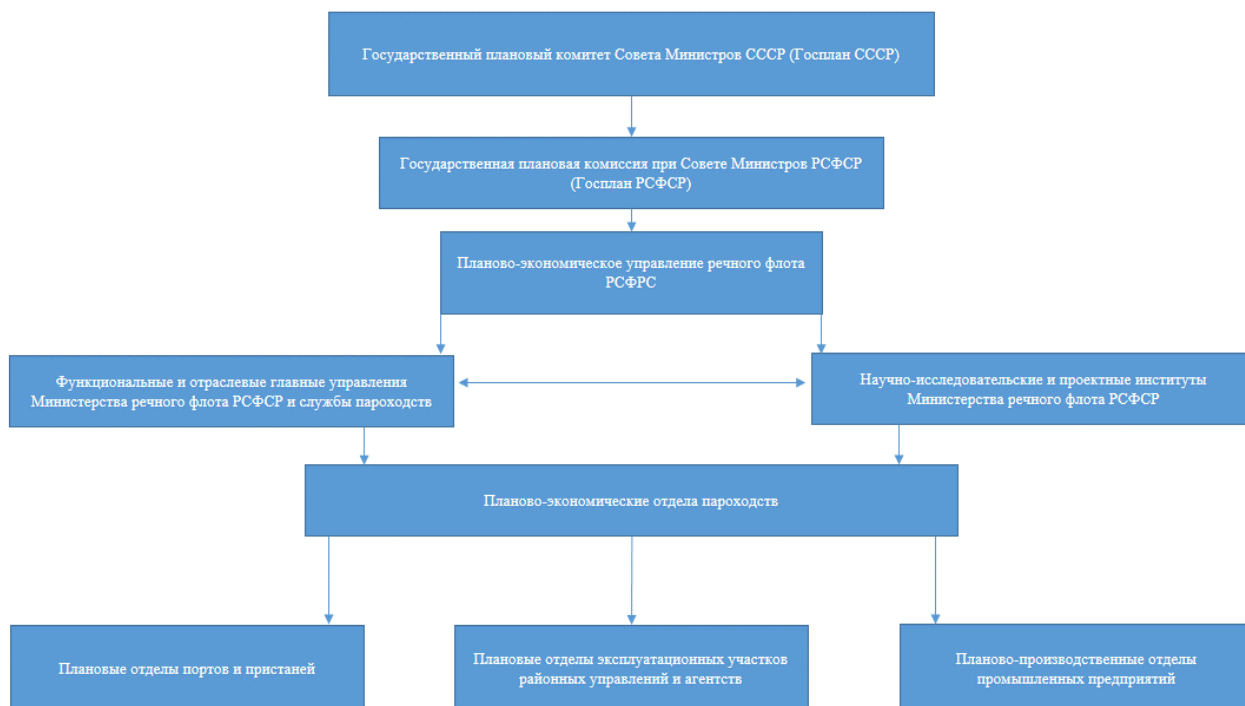 Государственный плановый комитет Совета Министров СССР (Госплан СССР)
Государственная плановая комиссия при Совете Министров РСФСР
(Госплан РСФСР)
Планово-экономическое управление речного флота
РСФРС
Функциональные и отраслевые главные управления
Министерства речного флота РСФСР и службы пароходств
Научно-исследовательские и проектные институты
Министерства речного флота РСФСР
Планово-экономические отдела пароходств
Плановые отделы портов и пристаней
Плановые отделы эксплуатационных участков
районных управлений и агентств
Планово-производственные отделы
промышленных предприятий